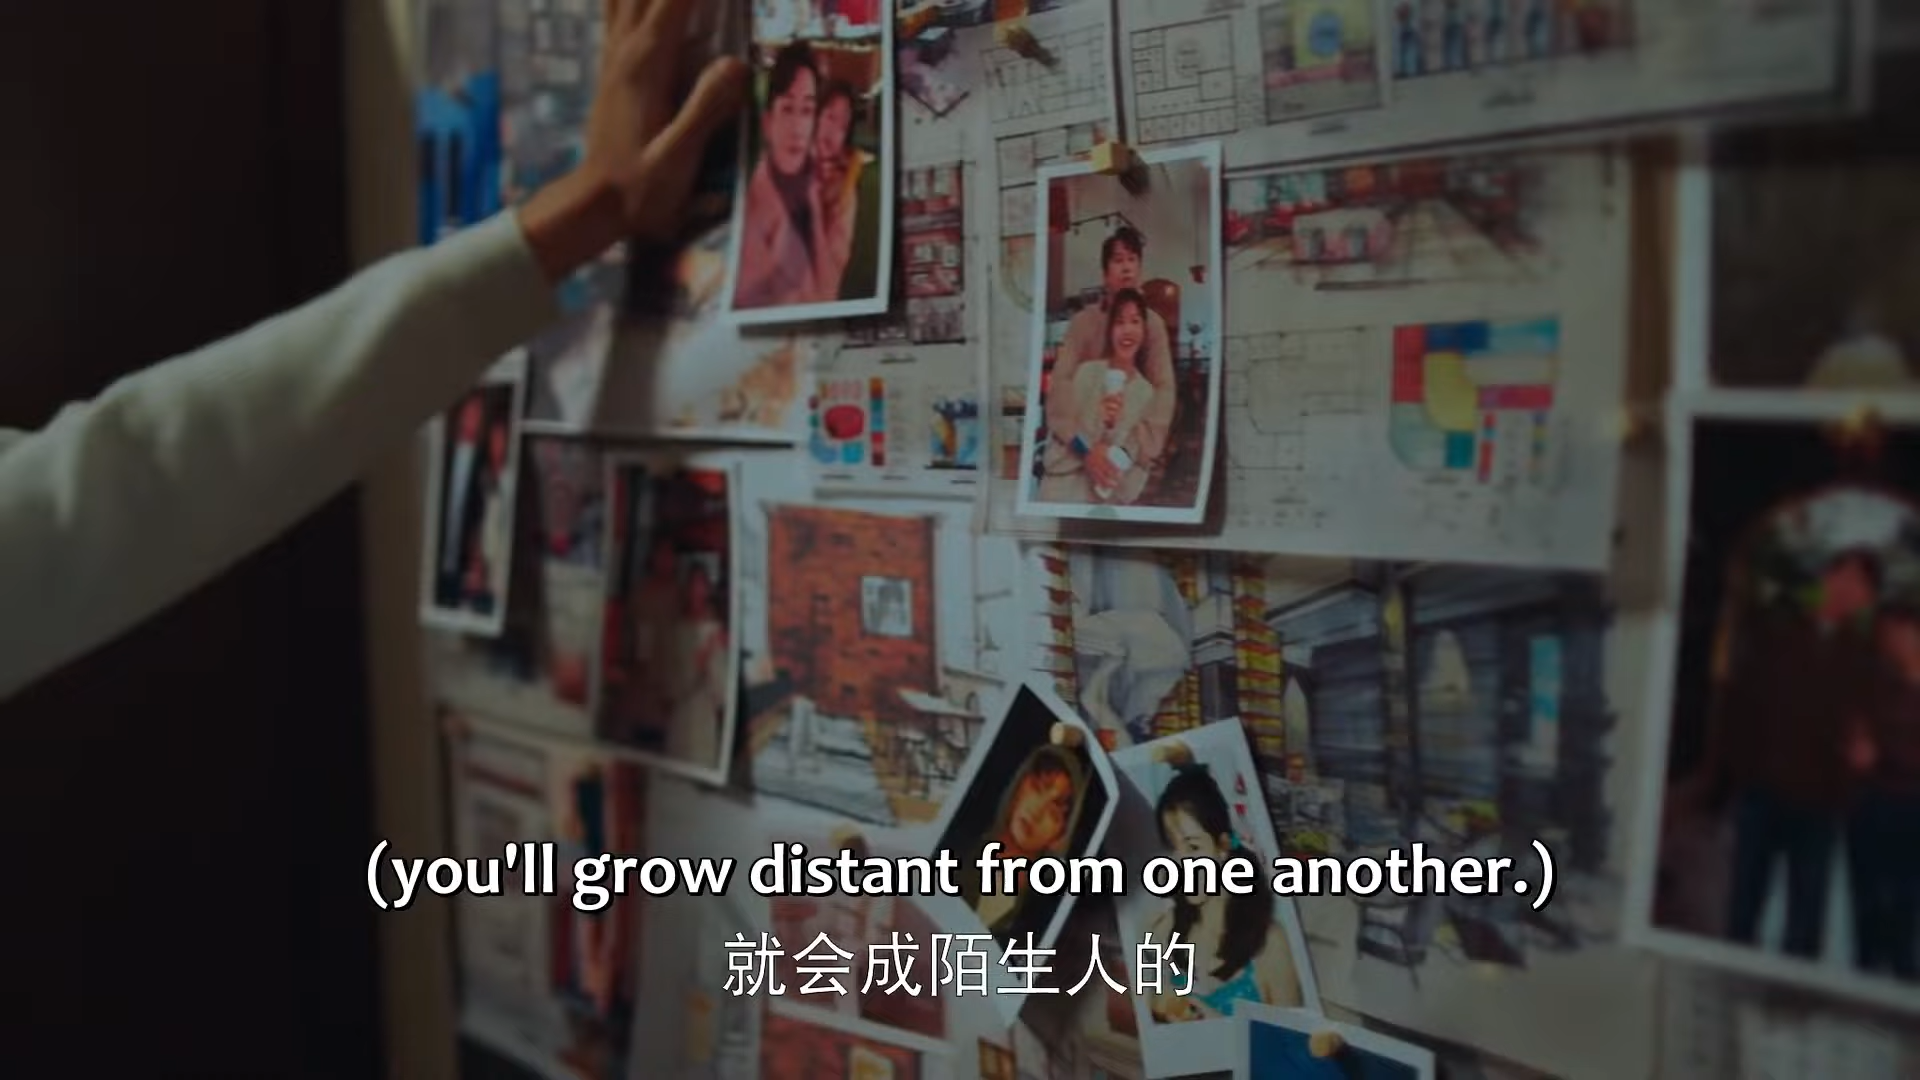 (you'll grow distant from one another.)
就会成陌生人的